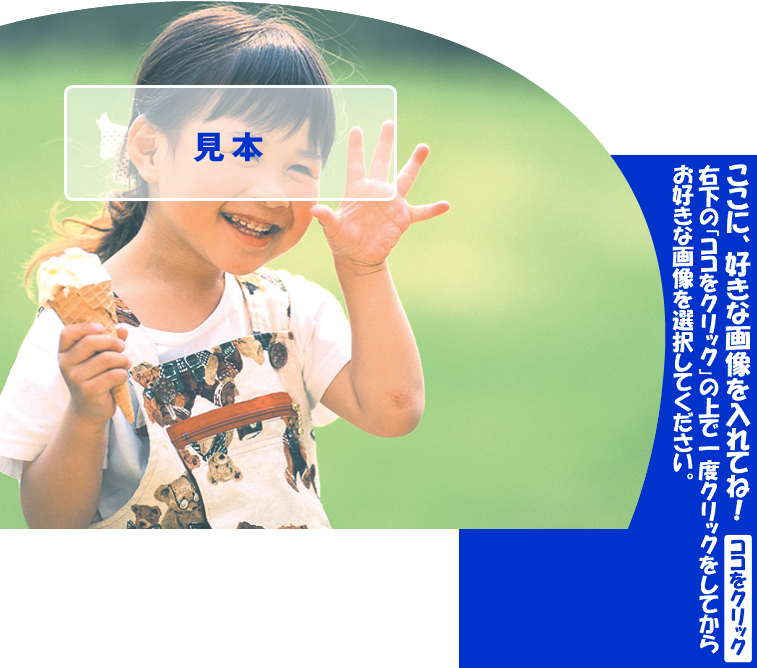 見本
ここに、好きな画像を入れてね！
右下の「ココをクリック」の上で一度クリックをしてから
お好きな画像を選択してください。
ココをクリック